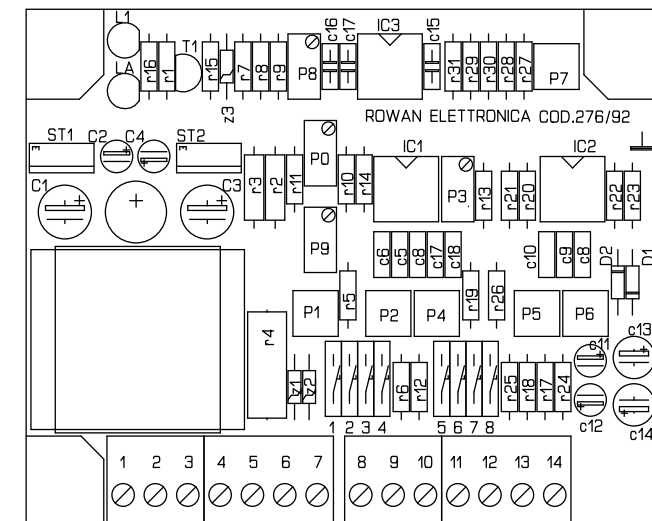 L1 c16 c17 IC3 c15
r16 r1 T1 r15 z3 r7 r8 r9 P8 r31 r29 r30 r28 r27 P7
LA
ROWAN ELETTRONICA COD.276/92
ST1 C2 C4 ST2 P0 IC1 IC2
C1 C3 r3 r2 r11 r10 r14 P3 r13 r21 r20 r22 r23
P9 c6 c5 c8 c17 c18 c10 c9 c8 D2 D1
r5 r19 r26
P1 P2 P4 P5 P6
r4 c11 c13
z1 z2 r6 r12 r25 r18 r17 r24
1 2 3 4 5 6 7 8 c12 c14
1 2 3 4 5 6 7 8 9 10 11 12 13 14